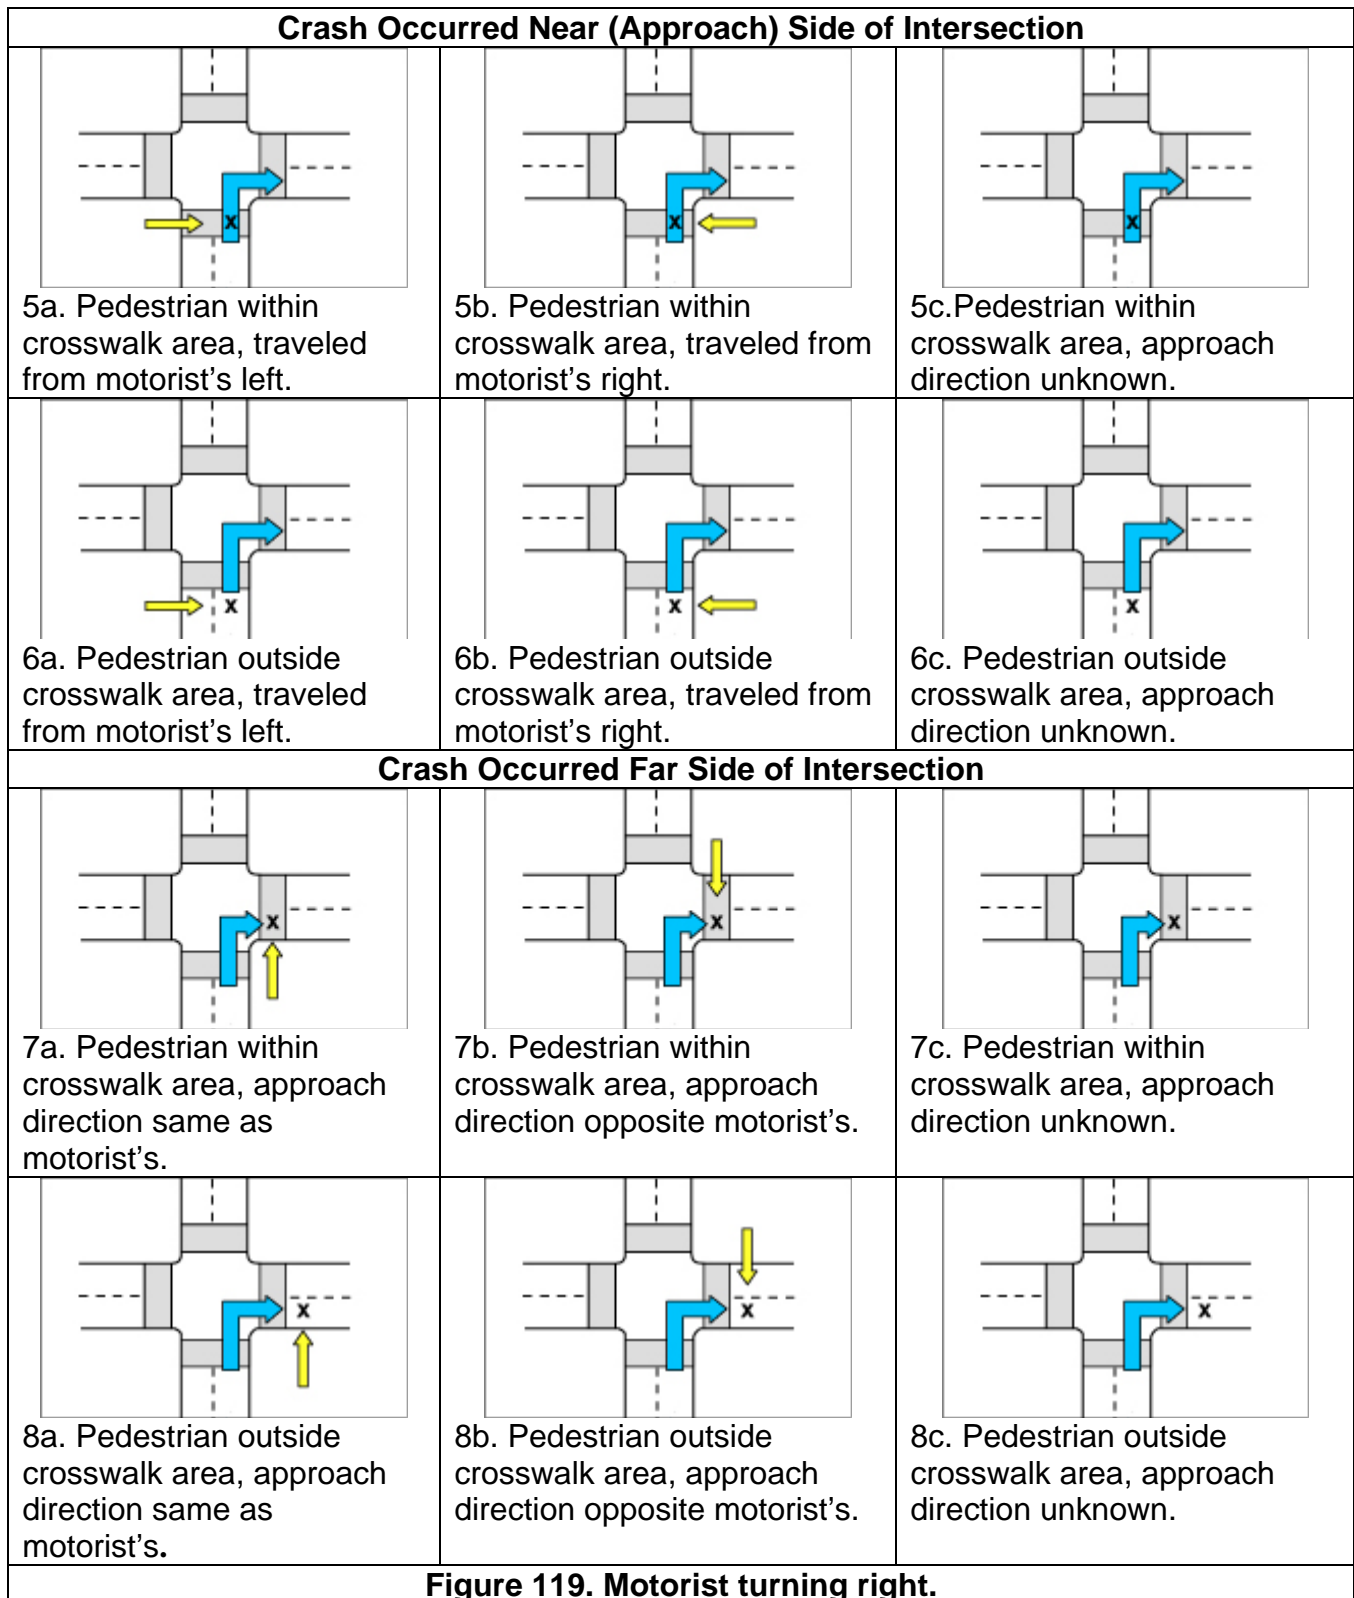 Crash Occurred Near (Approach) Side of Intersection
x
x
x
5a. Pedestrian within
crosswalk area, traveled
from motorist's left.
5b. Pedestrian within
crosswalk area, traveled from
motorist's right.
5c.Pedestrian within
crosswalk area, approach
direction unknown.
x
x
x
6a. Pedestrian outside
crosswalk area, traveled
from motorist's left.
6b. Pedestrian outside
crosswalk area, traveled from
motorist's right.
6c. Pedestrian outside
crosswalk area, approach
direction unknown.
Crash Occurred Far Side of Intersection
x
x
x
7a. Pedestrian within
crosswalk area, approach
direction same as
motorist's.
7b. Pedestrian within
crosswalk area, approach
direction opposite motorist's.
7c. Pedestrian within
crosswalk area, approach
direction unknown.
x
x
x
8a. Pedestrian outside
crosswalk area, approach
direction same as
motorist's.
8b. Pedestrian outside
crosswalk area, approach
direction opposite motorist's.
8c. Pedestrian outside
crosswalk area, approach
direction unknown.
Figure 119. Motorist turning right.